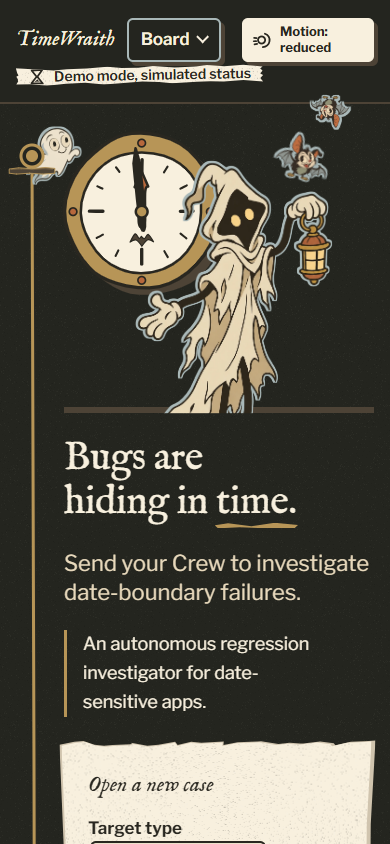 TimeWraith
Board
Motion:
reduced
Demo mode, simulated status
Bugs are
hiding in time.
Send your Crew to investigate
date-boundary failures.
An autonomous regression
investigator for date-
sensitive apps.
Open a new case
Target type